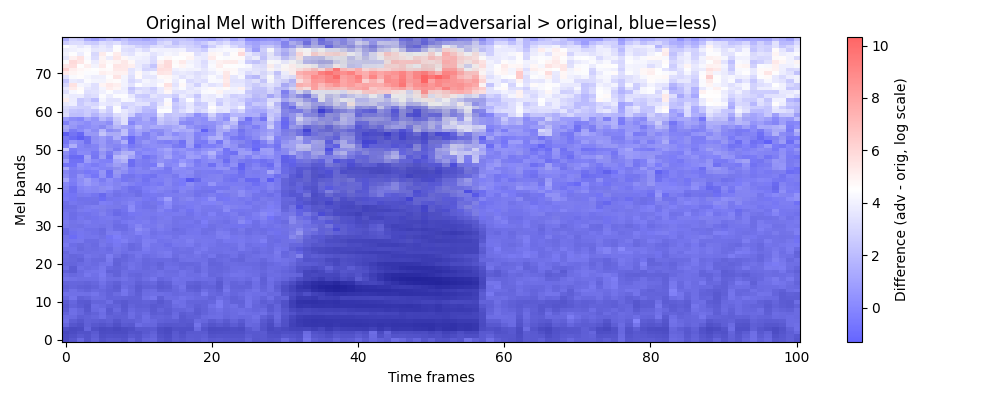 Original Mel with Differences (red=adversarial > original, blue=less)
Mel bands
70
60
50
40
30
20
10
0
0 20 40 60 80 100
Time frames
10
8
6
4
2
0
Difference (adv - orig, log scale)